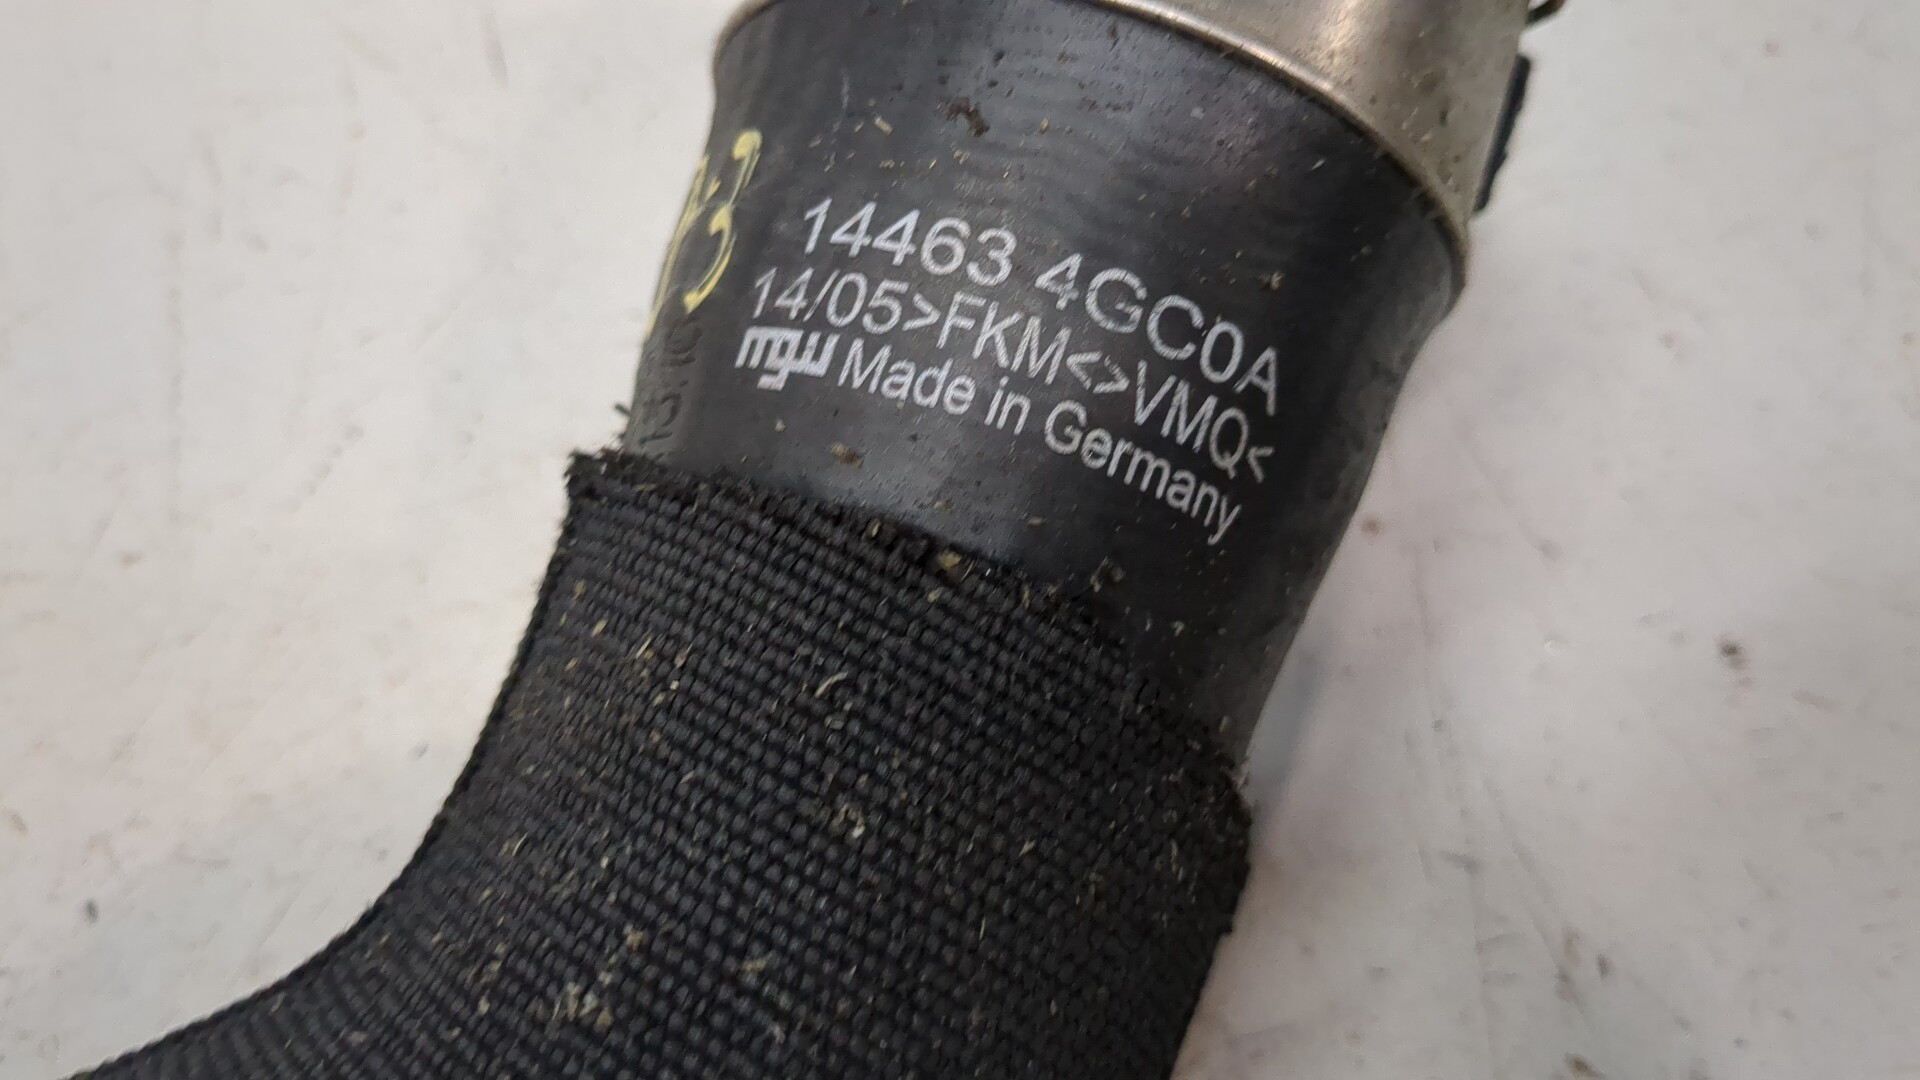 14463 4GC0A
14/05>FKM<>VMQ<
mgw Made in Germany